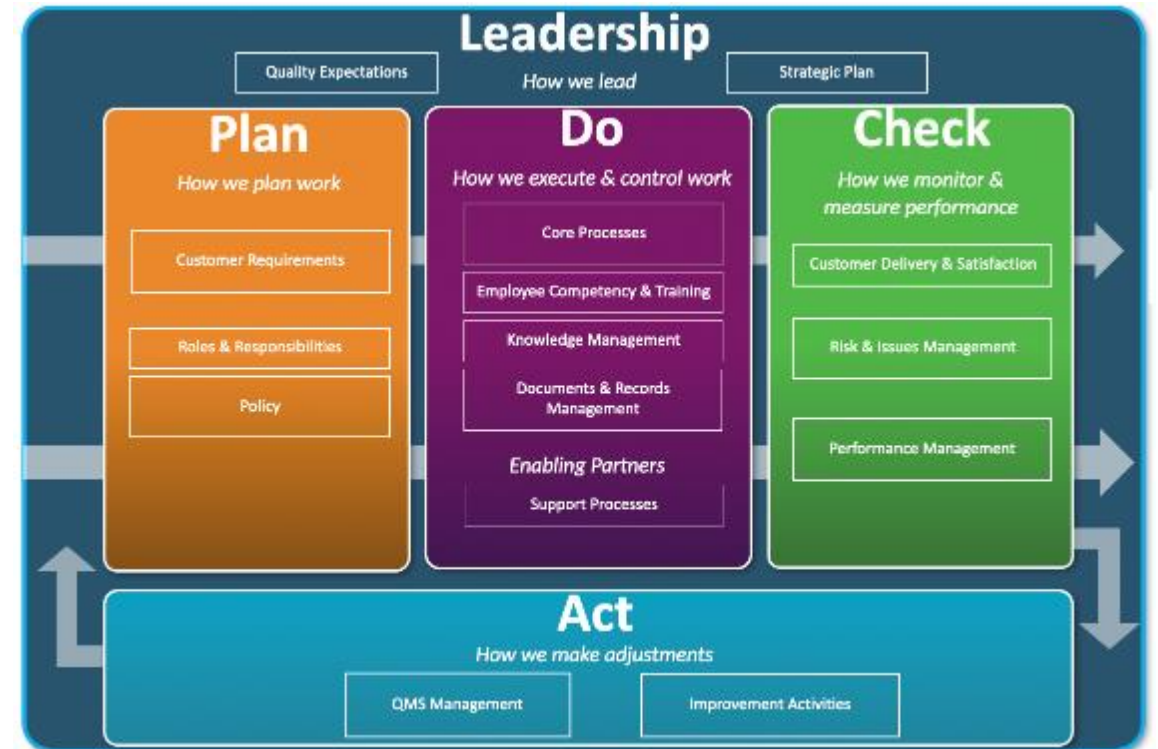 Leadership
Quality Expectations
How we lead
Strategic Plan
Plan
How we plan work
Customer Requirements
Roles & Responsibilities
Policy
Do
How we execute & control work
Core Processes
Employee Competency & Training
Knowledge Management
Documents & Records
Management
Enabling Partners
Support Processes
Check
How we monitor &
measure performance
Customer Delivery & Satisfaction
Risk & Issues Management
Performance Management
Act
How we make adjustments
QMS Management
Improvement Activities